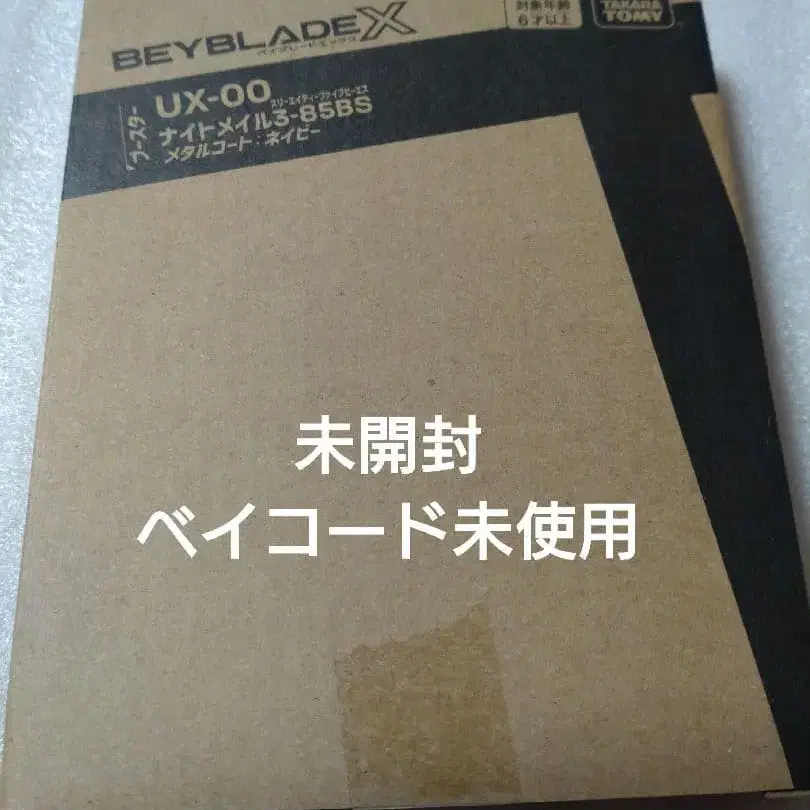 対象年齢
6才以上
TAKARA
TOMY
BEYBLADE X
ベイブレードエックス
ブースター
UX-00
スリーエイティーファイブビーエス
ナイトメイル3-85BS
メタルコート：ネイビー
未開封
ベイコード未使用